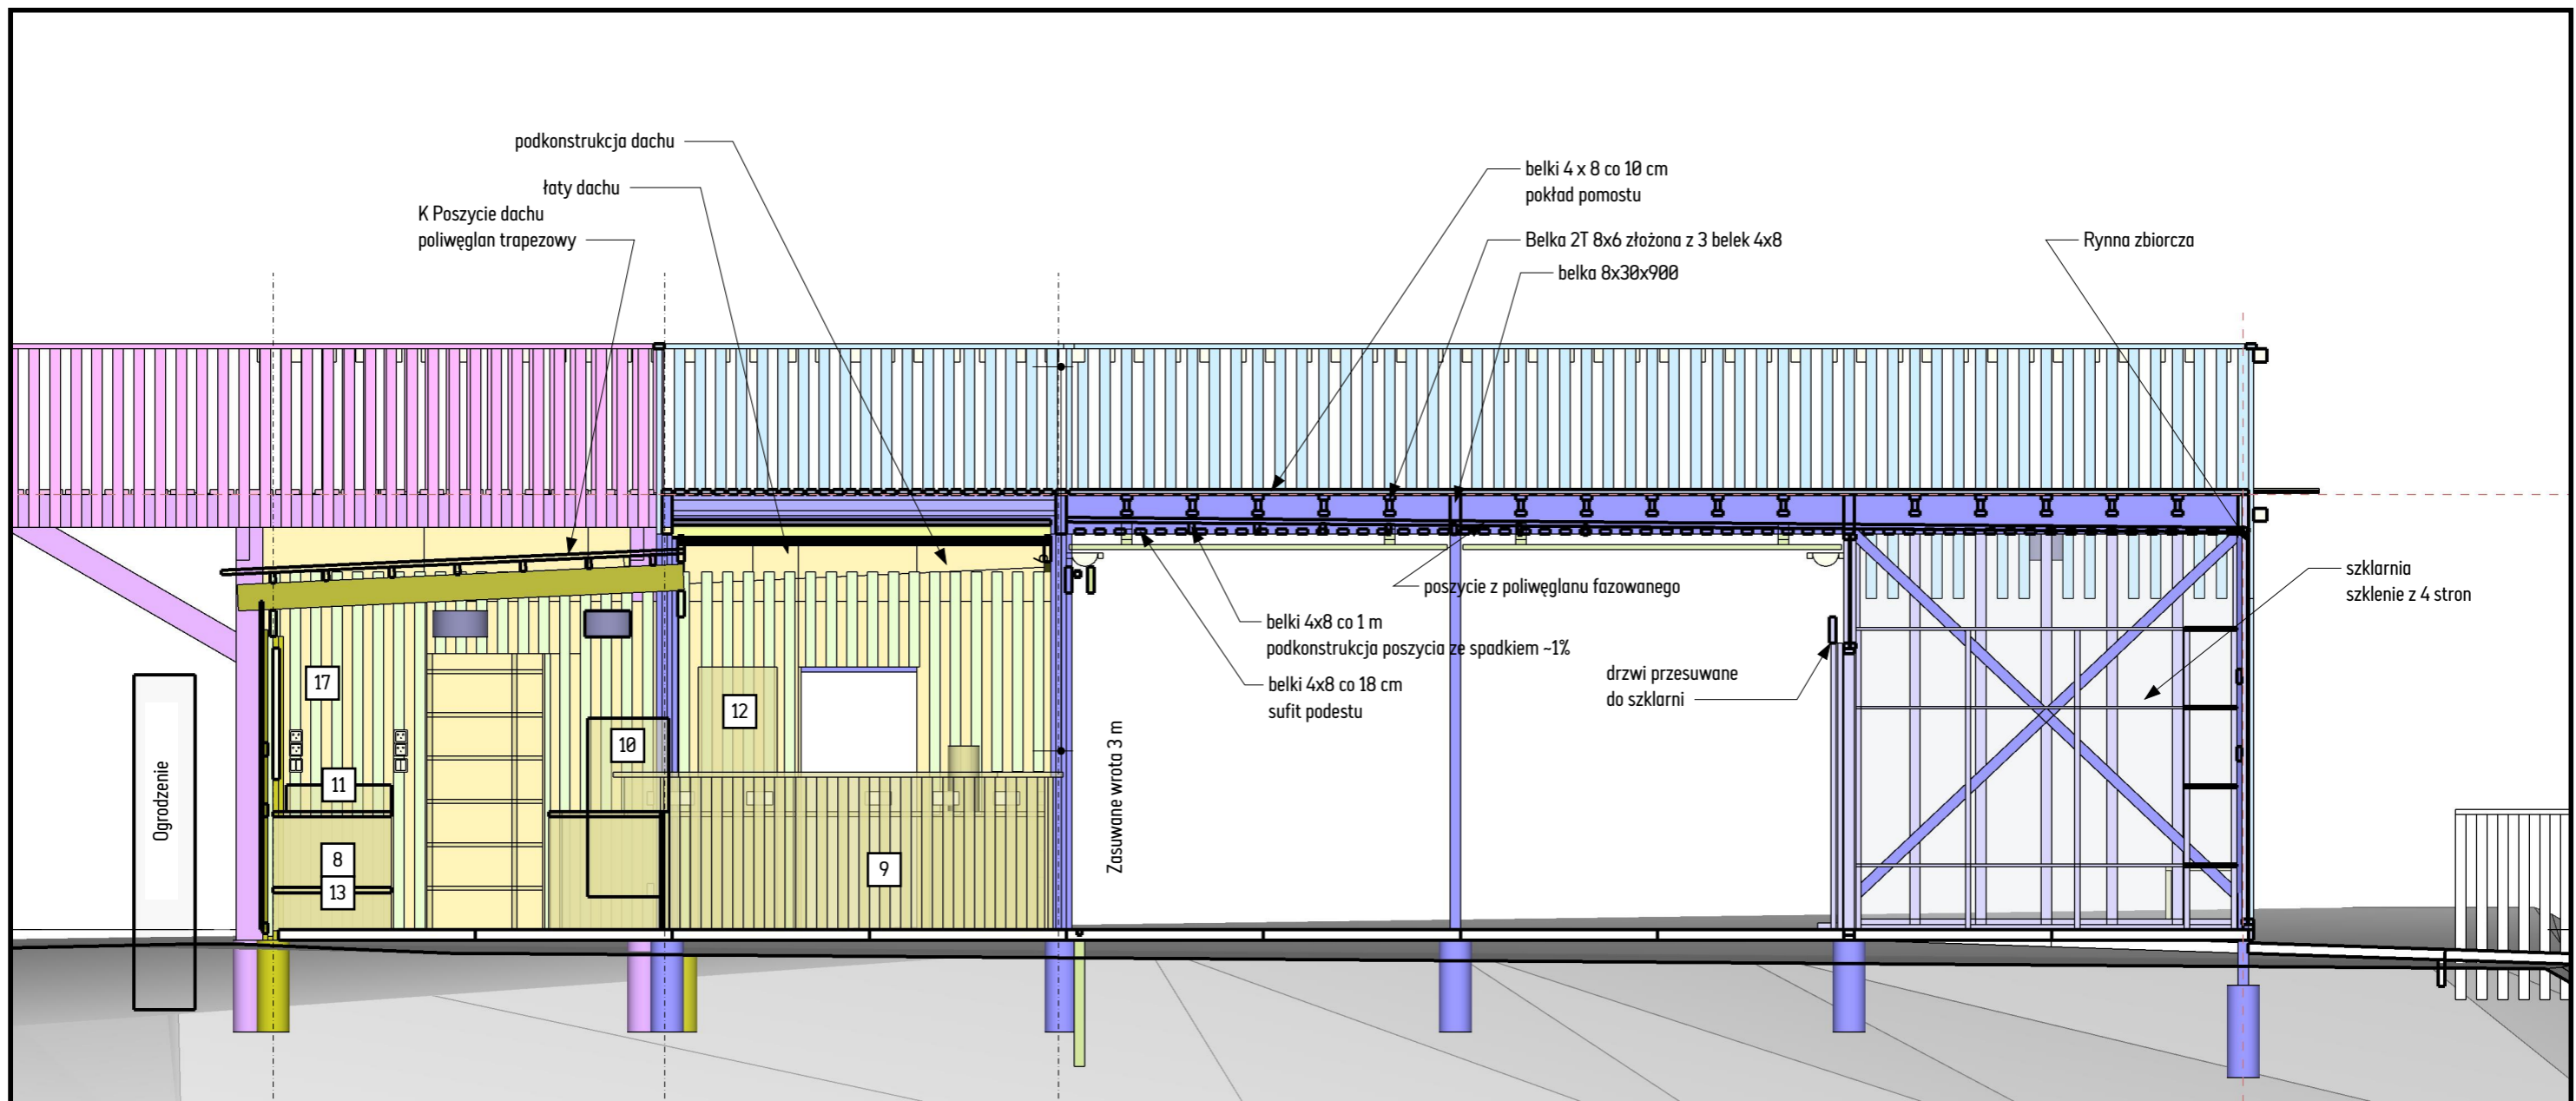 podkonstrukcja dachu
łaty dachu
K Poszycie dachu
poliwęglan trapezowy
belki 4 x 8 co 10 cm
pokład pomostu
Belka 2T 8x6 złożona z 3 belek 4x8
belka 8x30x900
Rynna zbiorcza
poszycie z poliwęglanu fazowanego
belki 4x8 co 1 m
podkonstrukcja poszycia ze spadkiem ~1%
belki 4x8 co 18 cm
sufit podestu
drzwi przesuwane
do szklarni
szklarnia
szklenie z 4 stron
Ogrodzenie
Zasuwane wrota 3 m
17
12
10
11
8
13
9